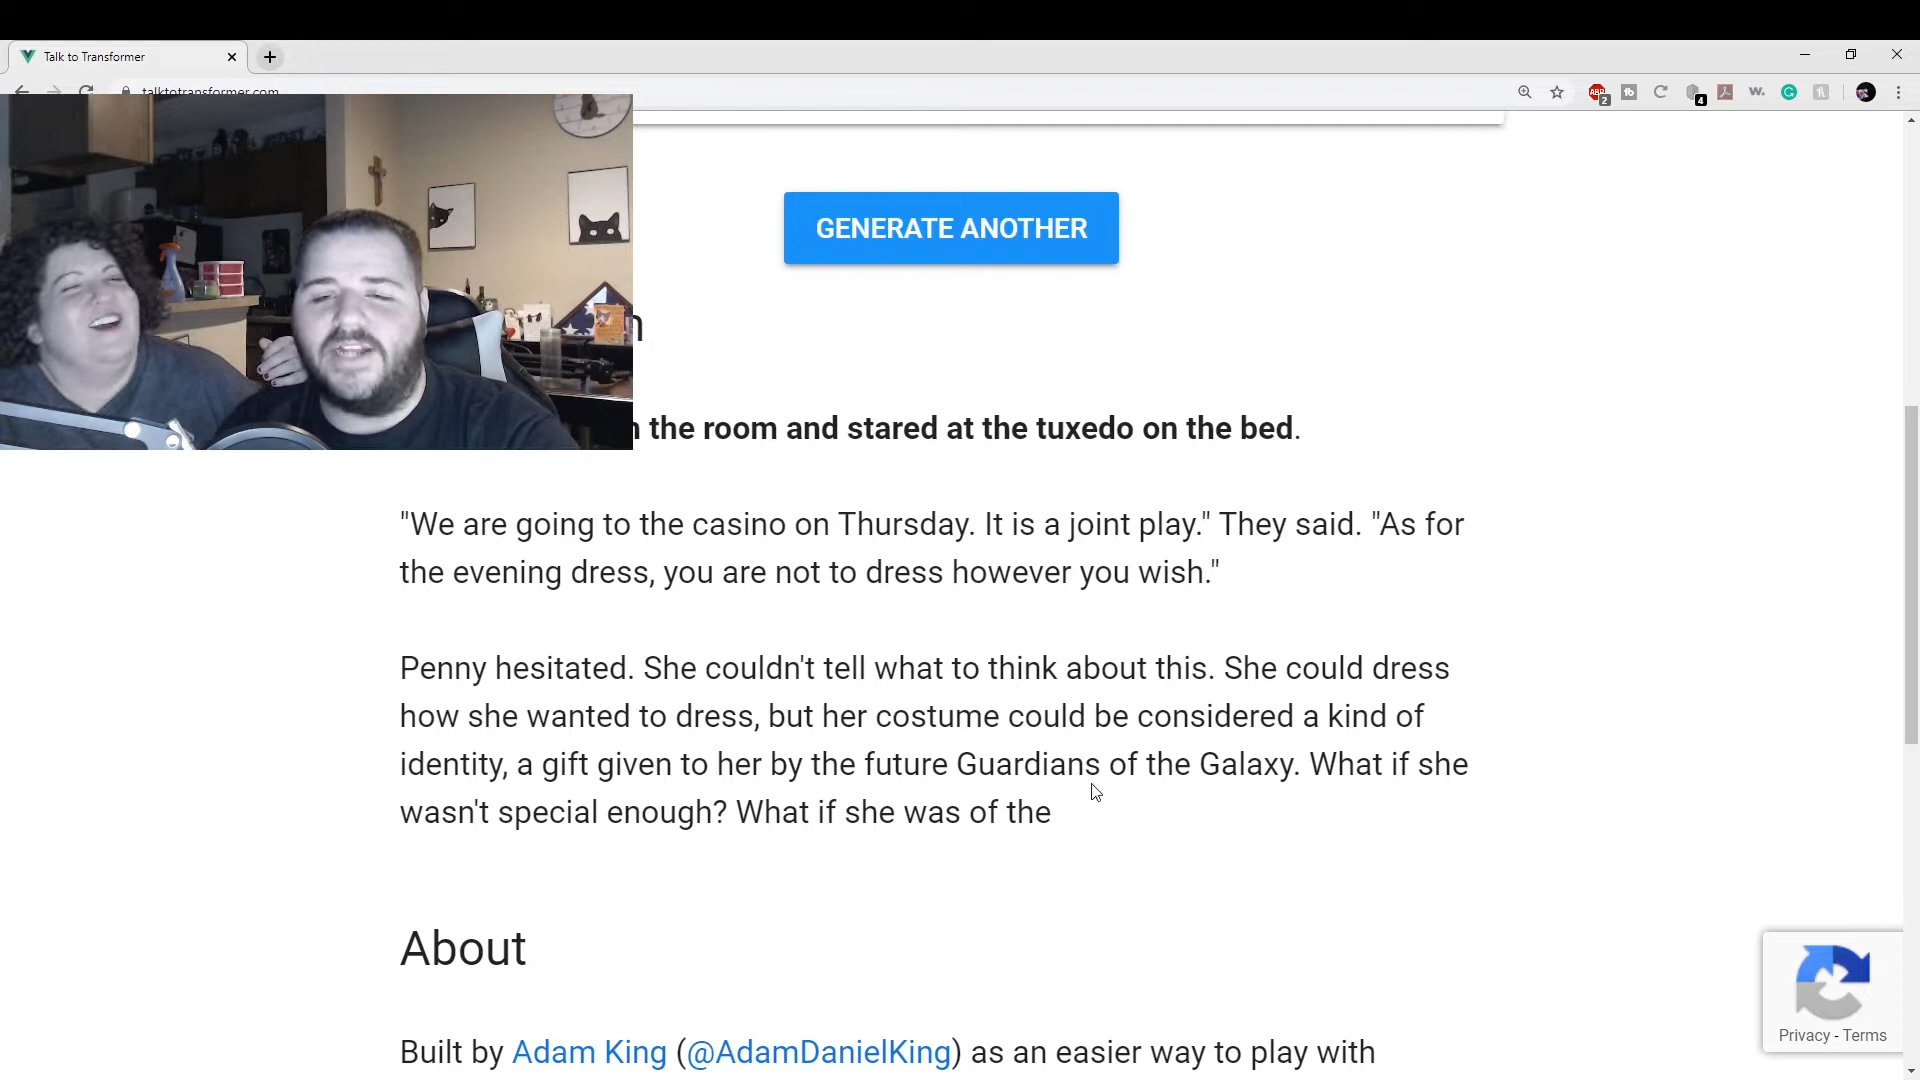 Talk to Transformer
talktotransformer.com
ABP
2
4
w.
GENERATE ANOTHER
the room and stared at the tuxedo on the bed.
"We are going to the casino on Thursday. It is a joint play." They said. "As for
the evening dress, you are not to dress however you wish."
Penny hesitated. She couldn't tell what to think about this. She could dress
how she wanted to dress, but her costume could be considered a kind of
identity, a gift given to her by the future Guardians of the Galaxy. What if she
wasn't special enough? What if she was of the
About
Built by Adam King (@AdamDanielKing) as an easier way to play with
Privacy - Terms